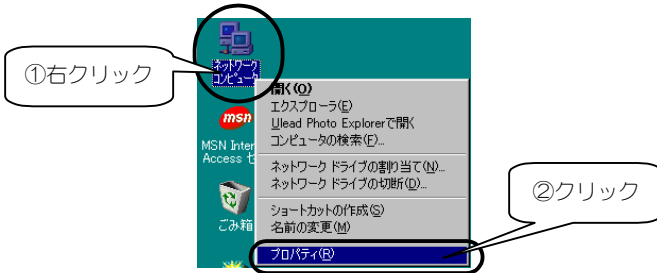 ①右クリック
ネットワーク
コンピュータ
msn
MSN Inter
Access セ
ごみ箱
開く(O)
エクスプローラ(E)
Ulead Photo Explorerで開く
コンピュータの検索(F)...
ネットワーク ドライブの割り当て(N)...
ネットワーク ドライブの切断(D)...
ショートカットの作成(S)
名前の変更(M)
プロパティ(R)
②クリック